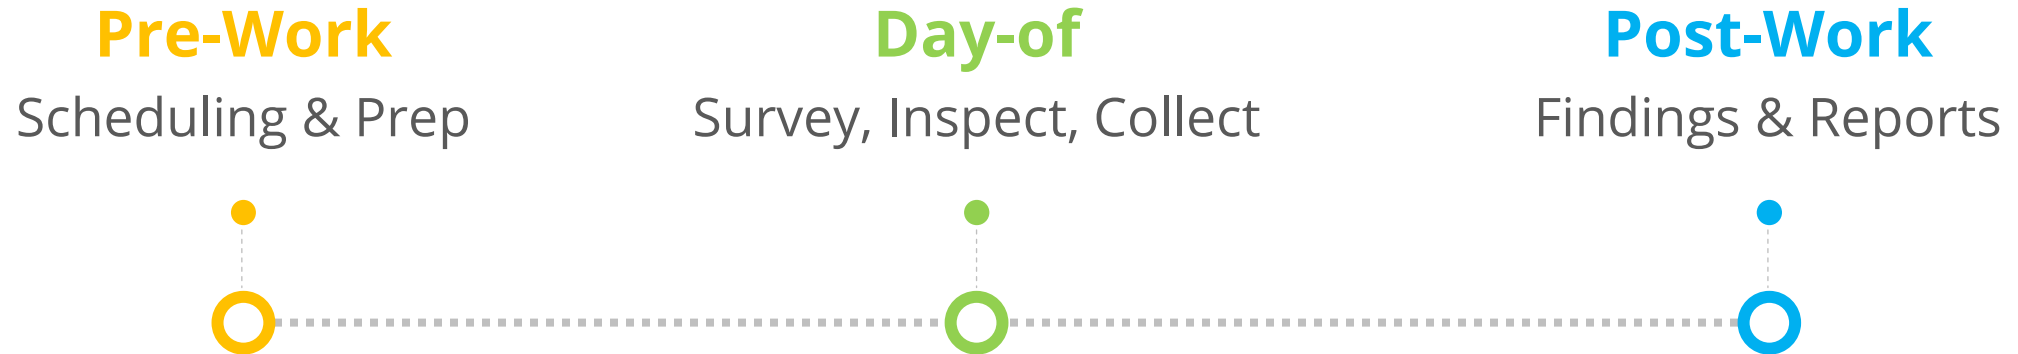 Pre-Work
Scheduling & Prep
Day-of
Survey, Inspect, Collect
Post-Work
Findings & Reports